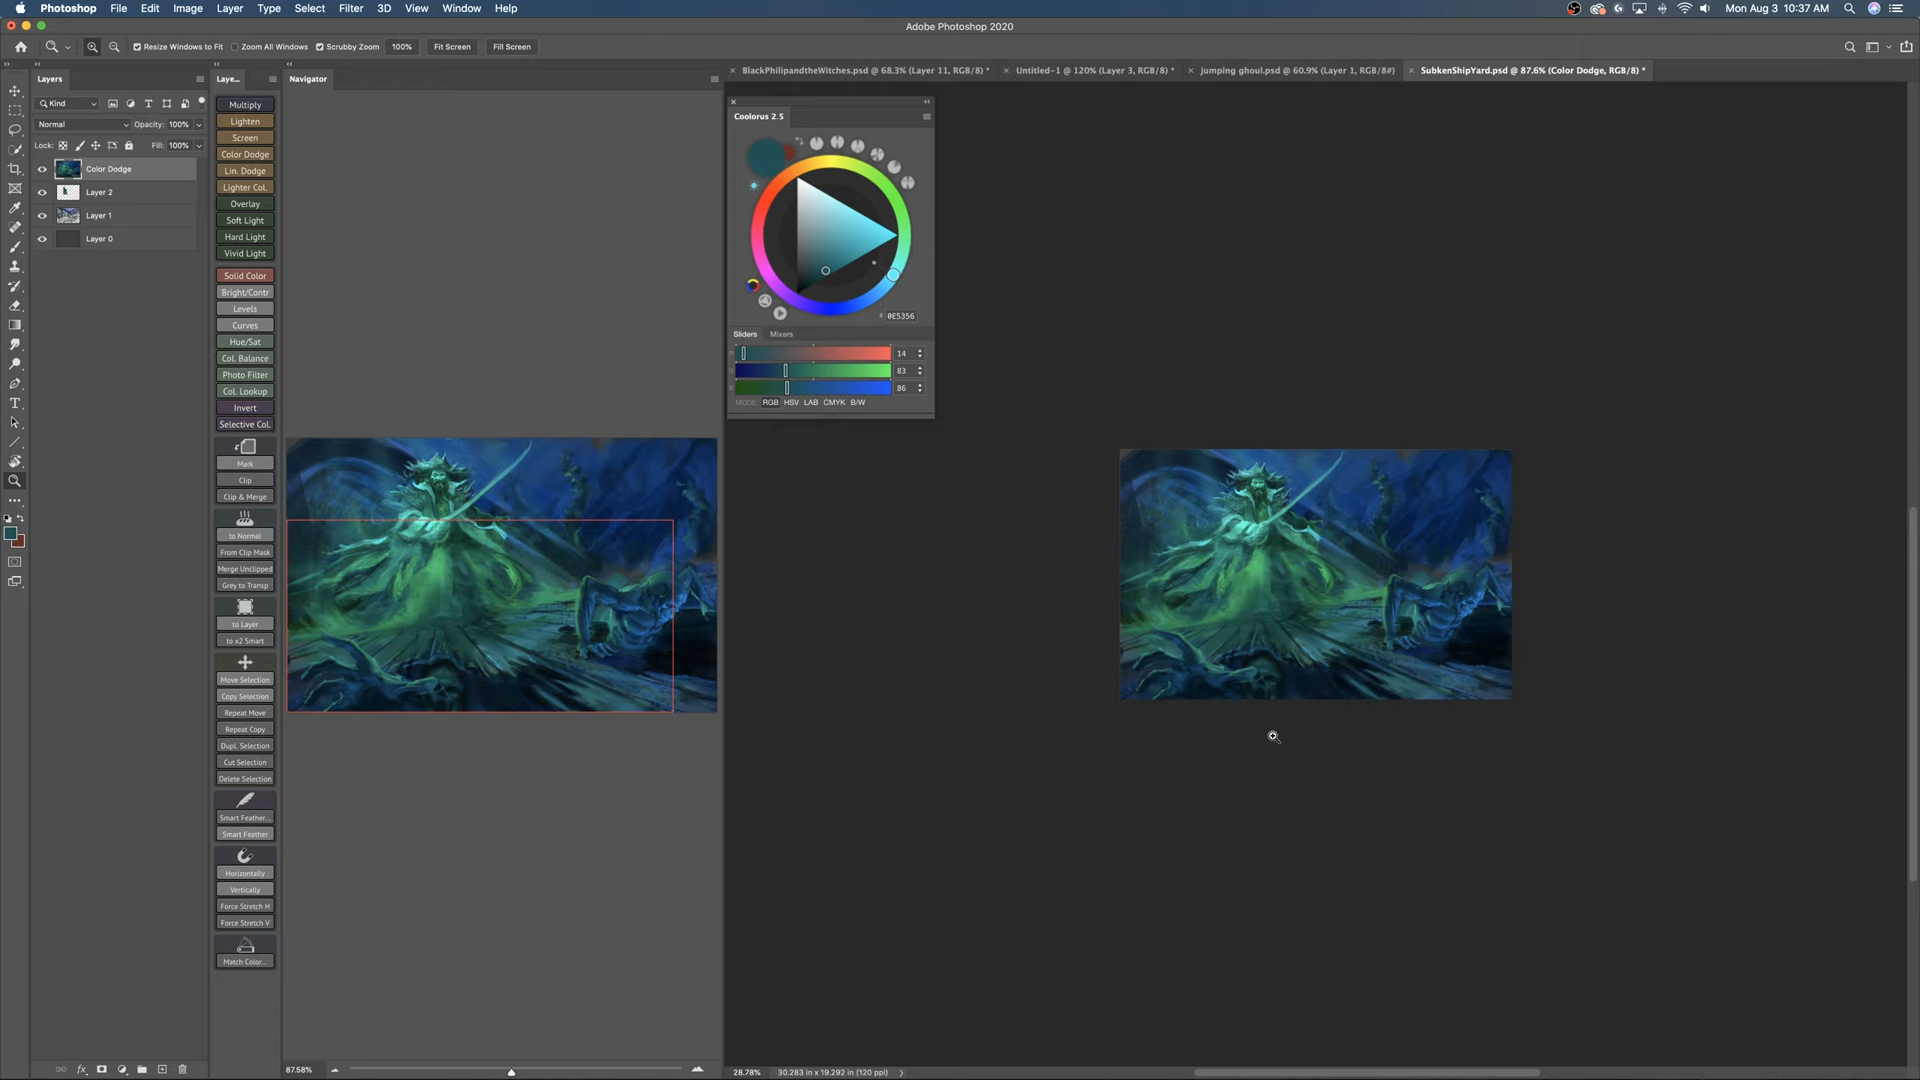 Photoshop File Edit Image Layer Type Select Filter 3D View Window Help
Mon Aug 3 10:37 AM
Adobe Photoshop 2020
Resize Windows to Fit Zoom All Windows Scrubby Zoom 100% Fit Screen Fill Screen
Layers
Kind
Normal Opacity: 100%
Lock: Fill: 100%
Color Dodge
Layer 2
Layer 1
Layer 0
Laye...
Multiply
Lighten
Screen
Color Dodge
Lin. Dodge
Lighter Col.
Overlay
Soft Light
Hard Light
Vivid Light
Solid Color
Bright/Contr
Levels
Curves
Hue/Sat
Col. Balance
Photo Filter
Col. Lookup
Invert
Selective Col.
Mark
Clip
Clip & Merge
to Normal
From Clip Mask
Merge Unclipped
Grey to Transp
to Layer
to x2 Smart
Move Selection
Copy Selection
Repeat Move
Repeat Copy
Dupl. Selection
Cut Selection
Delete Selection
Smart Feather...
Smart Feather
Horizontally
Vertically
Force Stretch H
Force Stretch V
Match Color...
Navigator
87.58%
BlackPhilipandtheWitches.psd @ 68.3% (Layer 11, RGB/8) *
Untitled-1 @ 120% (Layer 3, RGB/8) *
jumping ghoul.psd @ 60.9% (Layer 1, RGB/8#)
SubkenShipYard.psd @ 87.6% (Color Dodge, RGB/8) *
Coolorus 2.5
# 0E5356
Sliders Mixers
14
83
86
MODE RGB HSV LAB CMYK B/W
28.78% 30.283 in x 19.292 in (120 ppi)